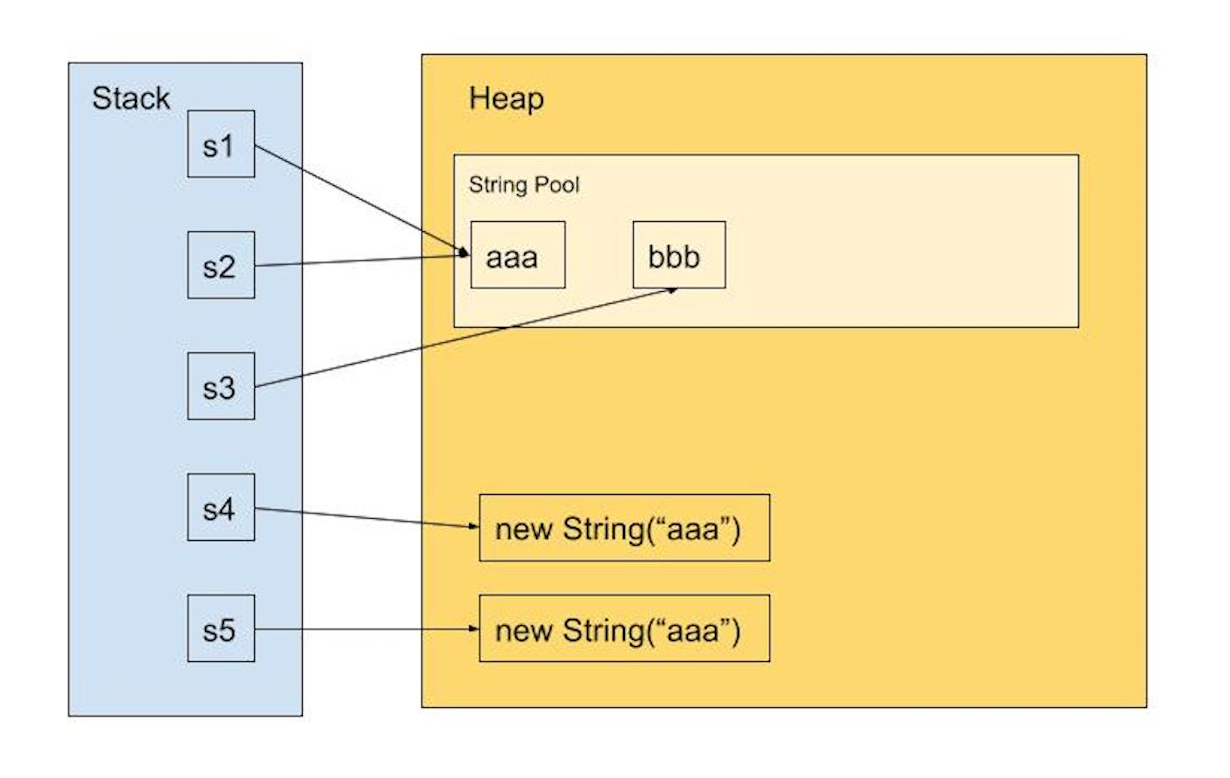 Stack
s1
s2
s3
s4
s5
Heap
String Pool
aaa
bbb
new String(“aaa”)
new String(“aaa”)